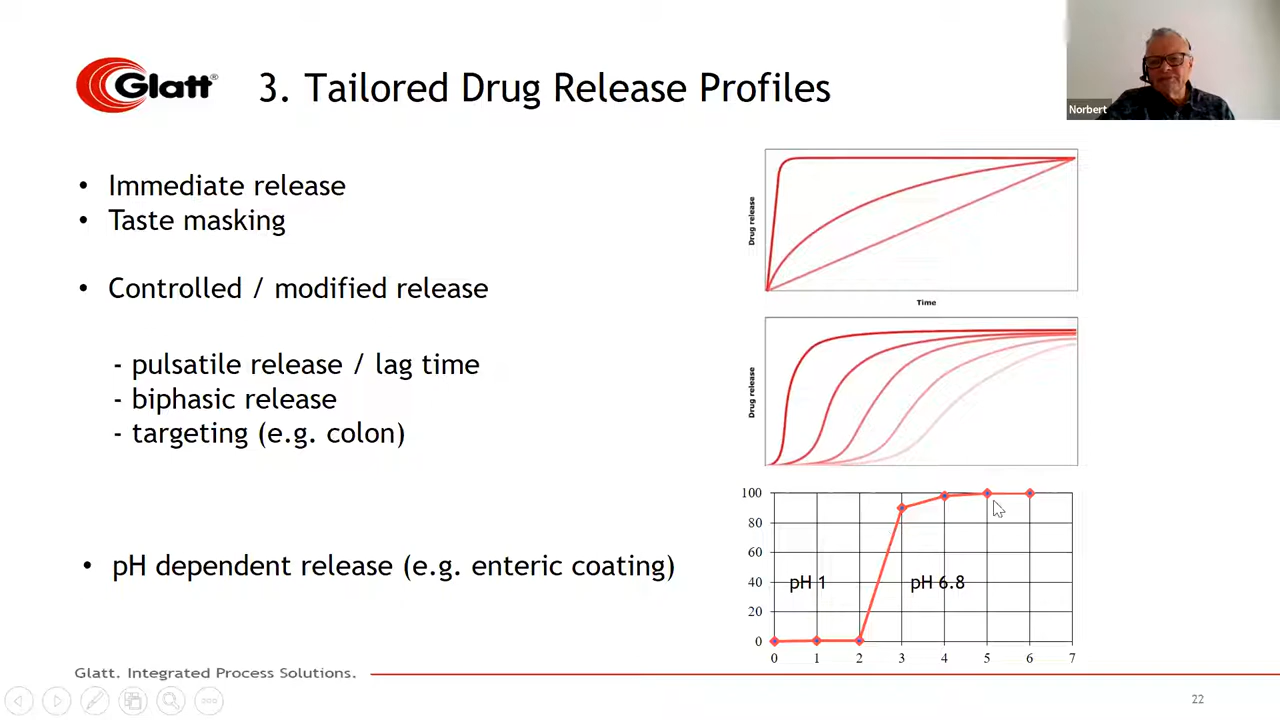 Glatt®
3. Tailored Drug Release Profiles
Norbert
• Immediate release
• Taste masking
• Controlled / modified release
- pulsatile release / lag time
- biphasic release
- targeting (e.g. colon)
• pH dependent release (e.g. enteric coating)
Drug release
Time
Drug release
100
80
60
40
20
0
pH 1
pH 6.8
0 1 2 3 4 5 6 7
Glatt. Integrated Process Solutions.
22